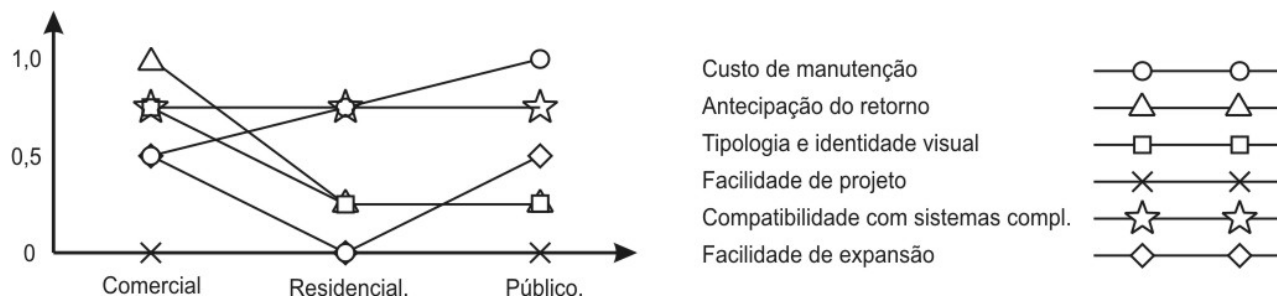 1,0
0,5
0
Comercial
Residencial.
Público.
Custo de manutenção
Antecipação do retorno
Tipologia e identidade visual
Facilidade de projeto
Compatibilidade com sistemas compl.
Facilidade de expansão